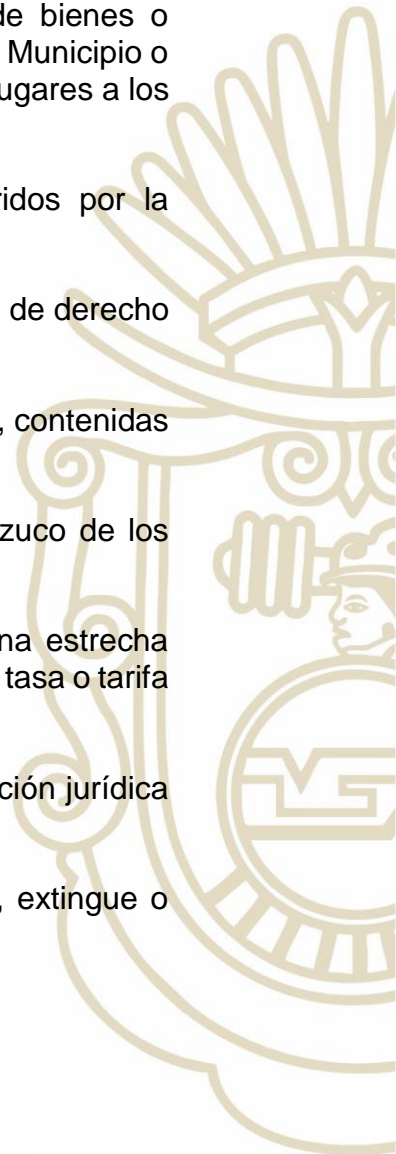 de bienes o
Municipio o
ugares a los
idos por la
de derecho
, contenidas
zuco de los
na estrecha
tasa o tarifa
ción jurídica
, extingue o